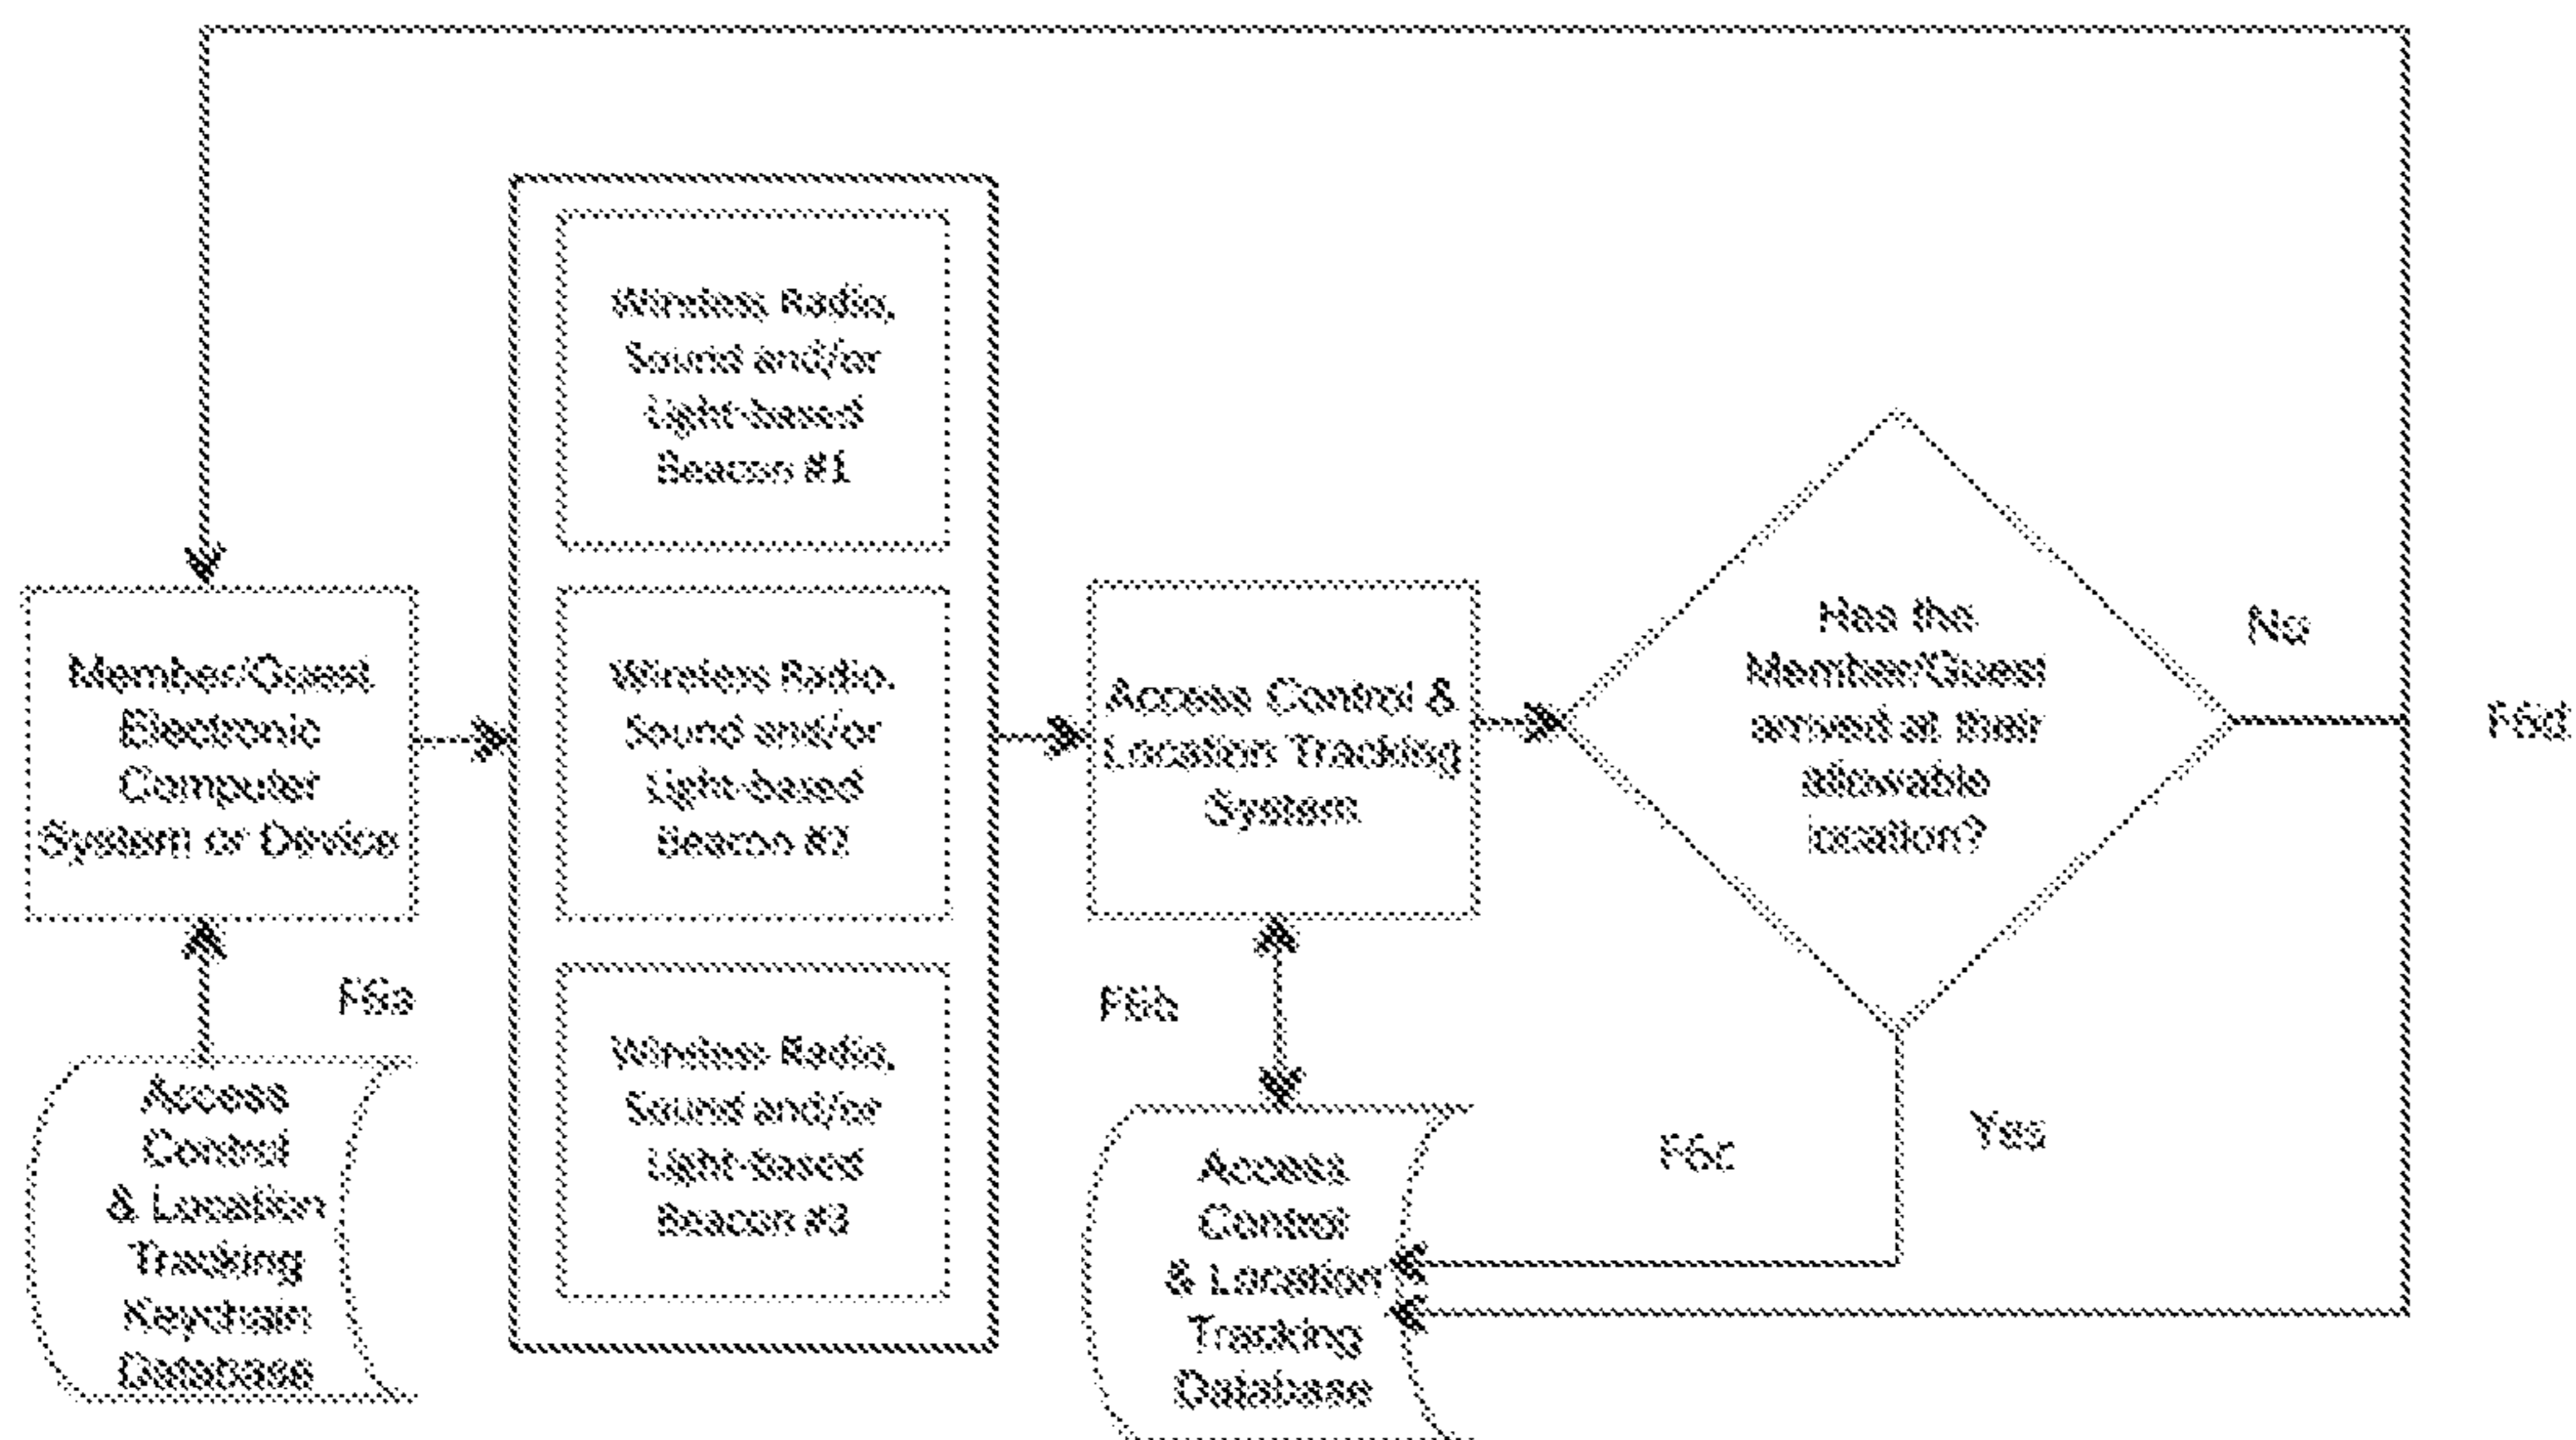 Wireless Radio,
Sound and/or
Light-based
Beacon #1
Member/Guest
Electronic
Computer
System or Device
Wireless Radio,
Sound and/or
Light-based
Beacon #2
Access Control &
Location Tracking
System
Has the
Member/Guest
arrived at their
allowable
location?
No
F6d
F6a
Access
Control
& Location
Tracking
Keychain
Database
Wireless Radio,
Sound and/or
Light-based
Beacon #3
F6b
Access
Control
& Location
Tracking
Database
F6c
Yes